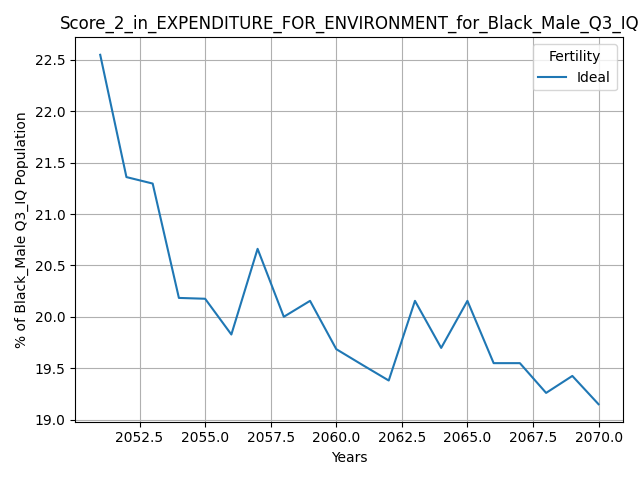 Score_2_in_EXPENDITURE_FOR_ENVIRONMENT_for_Black_Male_Q3_IQ
Fertility
Ideal
% of Black_Male Q3_IQ Population
22.5
22.0
21.5
21.0
20.5
20.0
19.5
19.0
2052.5 2055.0 2057.5 2060.0 2062.5 2065.0 2067.5 2070.0
Years